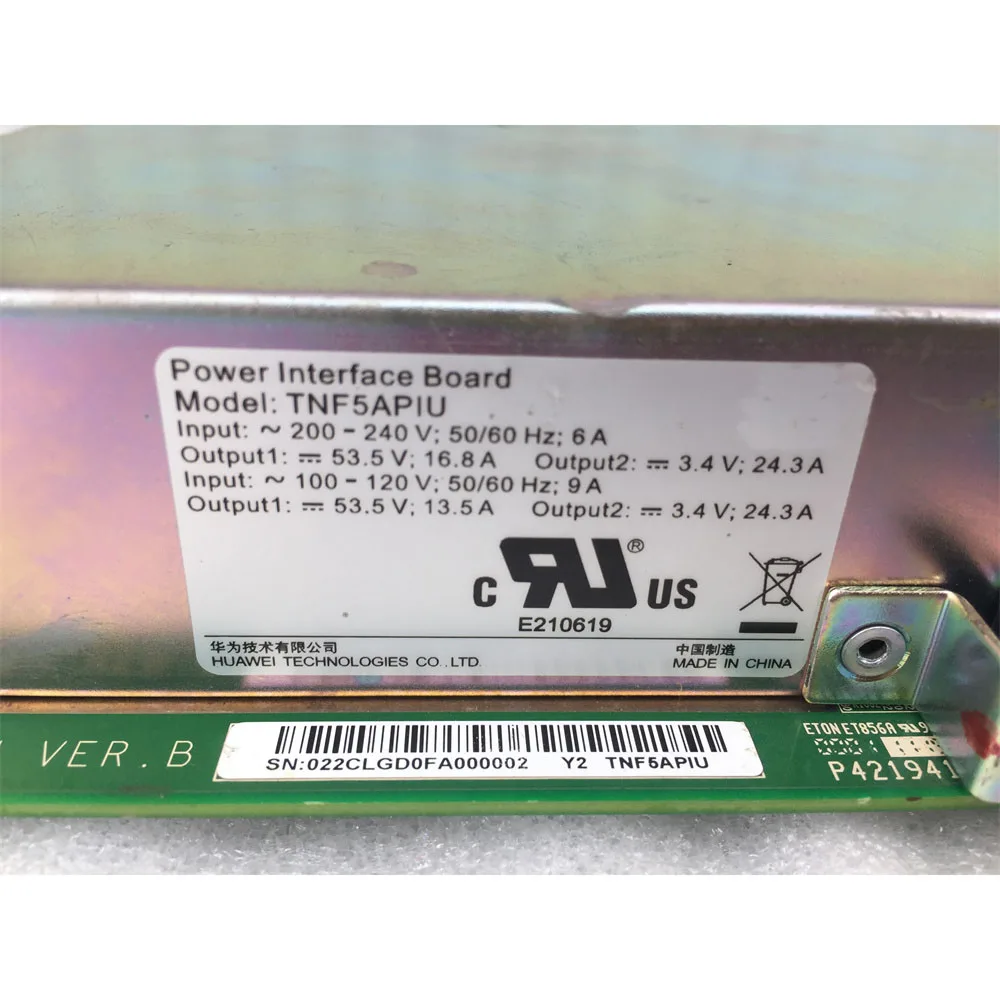 Power Interface Board
Model: TNF5APIU
Input: ~ 200 - 240 V; 50/60 Hz; 6 A
Output1: ⎓ 53.5 V; 16.8 A Output2: ⎓ 3.4 V; 24.3 A
Input: ~ 100 - 120 V; 50/60 Hz; 9 A
Output1: ⎓ 53.5 V; 13.5 A Output2: ⎓ 3.4 V; 24.3 A
C RU ® US
E210619
华为技术有限公司 中国制造
HUAWEI TECHNOLOGIES CO.,LTD. MADE IN CHINA
VER.B
SN:022CLGD0FA000002 Y2 TNF5APIU
ETON ET856A
P421941